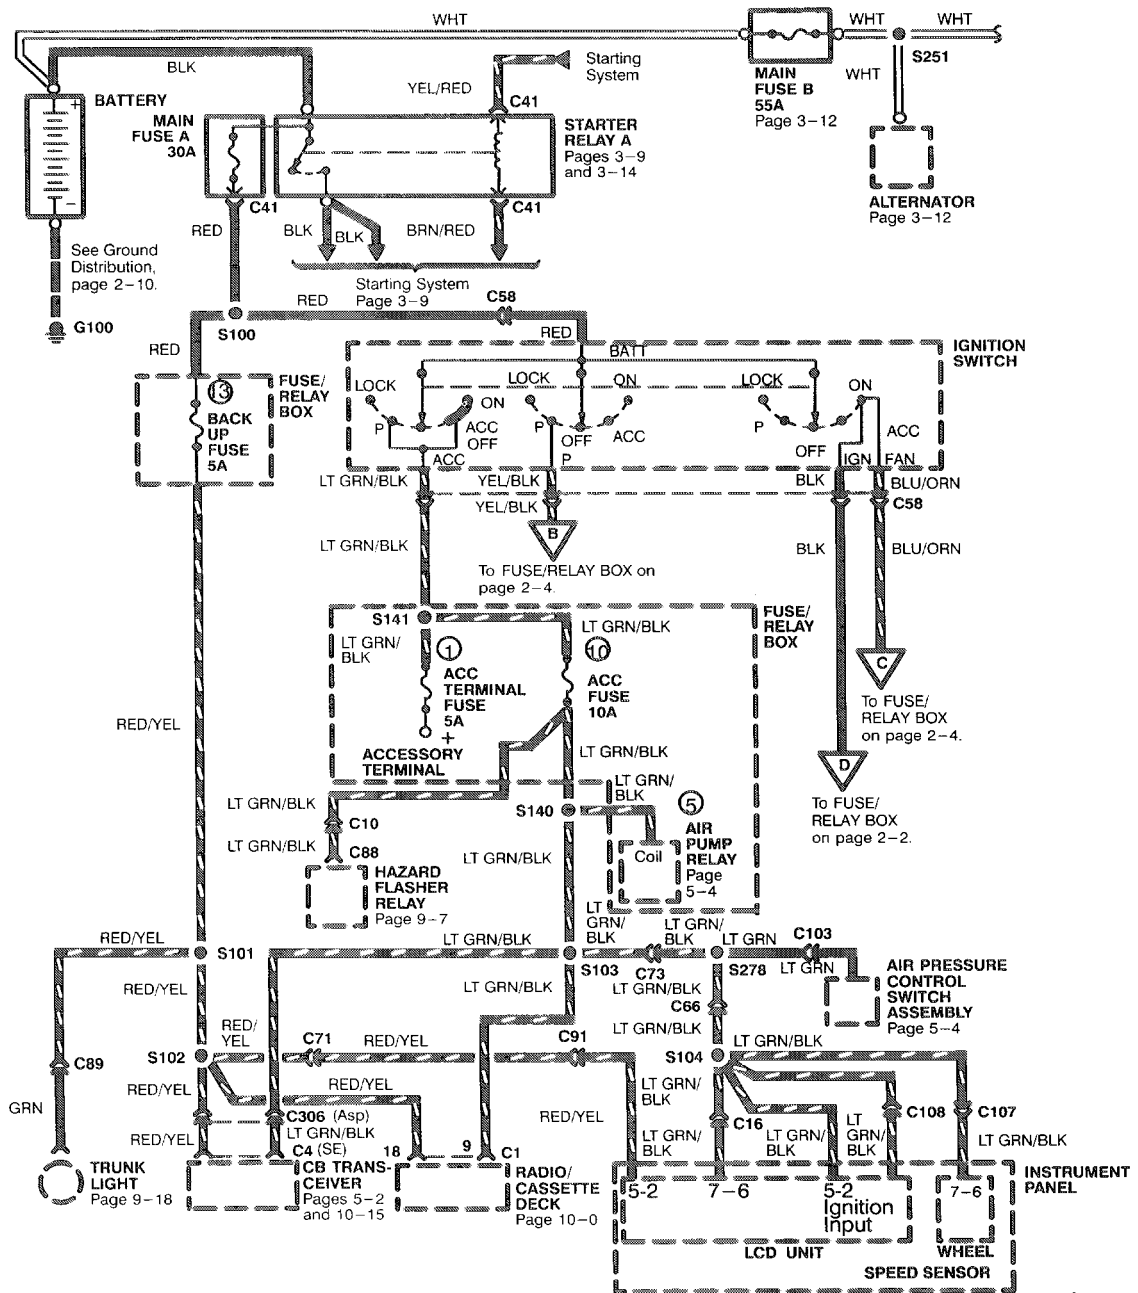 WHT
WHT
WHT
BLK
YEL/RED
Starting
System
C41
S251
WHT
MAIN
FUSE B
55A
Page 3-12
+
BATTERY
MAIN
FUSE A
30A
STARTER
RELAY A
Pages 3-9
and 3-14
ALTERNATOR
Page 3-12
-
C41
C41
RED
BLK
BLK
BRN/RED
See Ground
Distribution,
page 2-10.
Starting System
Page 3-9
G100
S100
RED
C58
RED
RED
BATT
IGNITION
SWITCH
13
BACK
UP
FUSE
5A
FUSE/
RELAY
BOX
LOCK
P
ON
ACC
OFF
ACC
LOCK
ON
P
OFF
ACC
P
LOCK
ON
P
OFF
ACC
IGN
FAN
LT GRN/BLK
YEL/BLK
BLK
BLU/ORN
YEL/BLK
C58
LT GRN/BLK
B
BLK
BLU/ORN
To FUSE/RELAY BOX on
page 2-4.
S141
LT GRN/BLK
FUSE/
RELAY
BOX
LT GRN/
BLK
1
ACC
TERMINAL
FUSE
5A
10
ACC
FUSE
10A
C
To FUSE/
RELAY BOX
on page 2-4.
RED/YEL
+
ACCESSORY
TERMINAL
LT GRN/BLK
D
To FUSE/
RELAY BOX
on page 2-2.
LT GRN/BLK
C10
LT GRN/BLK
C88
S140
LT GRN/
BLK
5
AIR
PUMP
RELAY
Page
5-4
Coil
LT GRN/BLK
HAZARD
FLASHER
RELAY
Page 9-7
RED/YEL
S101
LT GRN/BLK
LT
GRN/
BLK
LT GRN/
BLK
S103
C73
LT GRN
S278
C103
LT GRN
AIR PRESSURE
CONTROL
SWITCH
ASSEMBLY
Page 5-4
RED/YEL
LT GRN/BLK
LT GRN/BLK
C66
LT GRN/BLK
LT GRN/BLK
RED/
YEL
C71
RED/YEL
C91
S102
S104
C89
RED/YEL
RED/YEL
LT GRN/
BLK
GRN
C306 (Asp)
RED/YEL
LT GRN/BLK
C4 (SE)
18
9
C1
RED/YEL
C16
C108
C107
LT GRN/
BLK
LT GRN/
BLK
LT
GRN/
BLK
LT GRN/BLK
TRUNK
LIGHT
Page 9-18
CB TRANS-
CEIVER
Pages 5-2
and 10-15
RADIO/
CASSETTE
DECK
Page 10-0
INSTRUMENT
PANEL
5-2
7-6
5-2
Ignition
Input
7-6
LCD UNIT
WHEEL
SPEED SENSOR